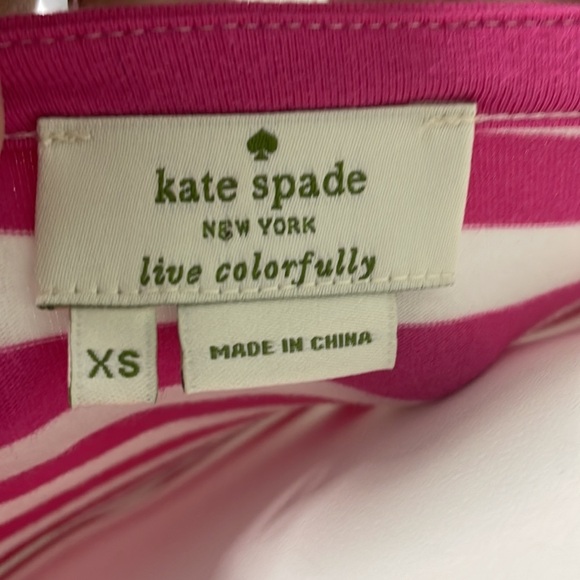 kate spade
NEW YORK
live colorfully
XS
MADE IN CHINA